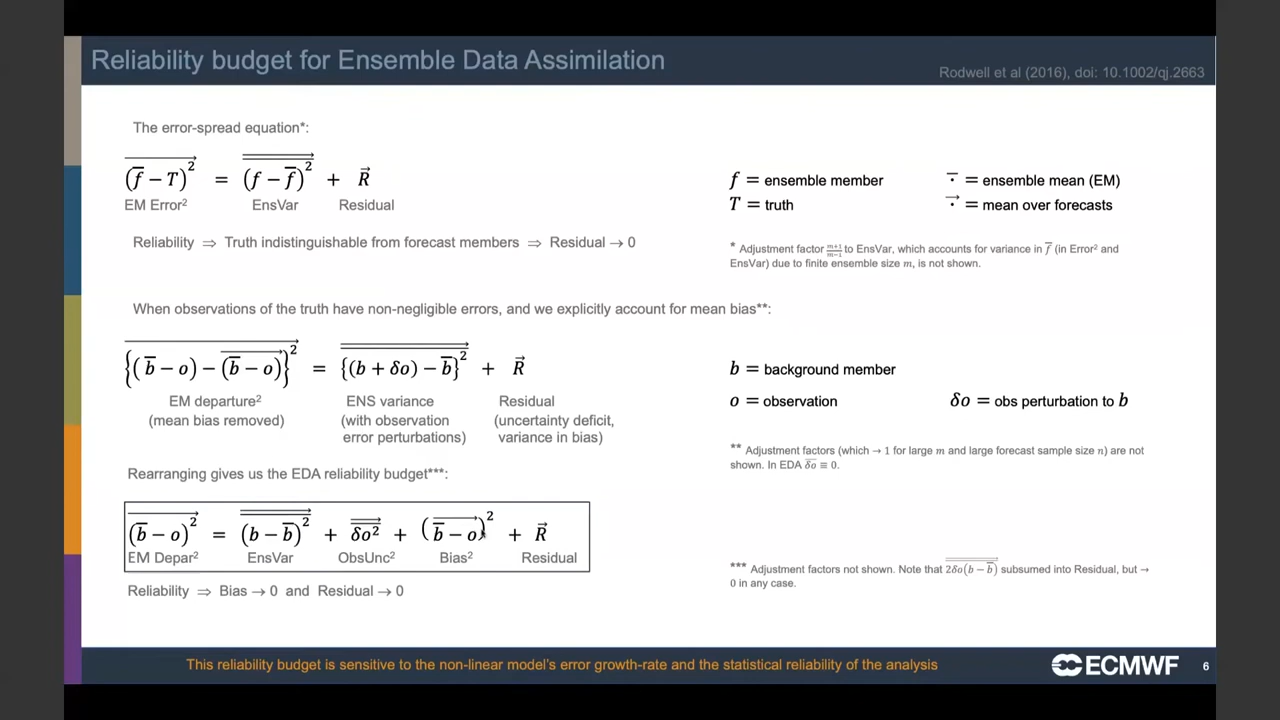 Reliability budget for Ensemble Data Assimilation
Rodwell et al (2016), doi: 10.1002/qj.2663
The error-spread equation*:
(f̅ − T)² = (f − f̅)² + R⃗
EM Error² EnsVar Residual
f = ensemble member ⋅̅ = ensemble mean (EM)
T = truth ⋅⃗ = mean over forecasts
Reliability ⇒ Truth indistinguishable from forecast members ⇒ Residual → 0
* Adjustment factor (m+1)/(m−1) to EnsVar, which accounts for variance in f̅ (in Error² and
EnsVar) due to finite ensemble size m, is not shown.
When observations of the truth have non-negligible errors, and we explicitly account for mean bias**:
{(b̅ − o) − (b̅ − o)}² = {(b + δo) − b̅}² + R⃗
EM departure² ENS variance Residual
(mean bias removed) (with observation (uncertainty deficit,
error perturbations) variance in bias)
b = background member
o = observation δo = obs perturbation to b
** Adjustment factors (which → 1 for large m and large forecast sample size n) are not
shown. In EDA δo̅ ≡ 0.
Rearranging gives us the EDA reliability budget***:
(b̅ − o)² = (b − b̅)² + δo² + (b̅ − o)² + R⃗
EM Depar² EnsVar ObsUnc² Bias² Residual
*** Adjustment factors not shown. Note that 2δo(b − b̅) subsumed into Residual, but →
0 in any case.
Reliability ⇒ Bias → 0 and Residual → 0
This reliability budget is sensitive to the non-linear model's error growth-rate and the statistical reliability of the analysis
ECMWF
6